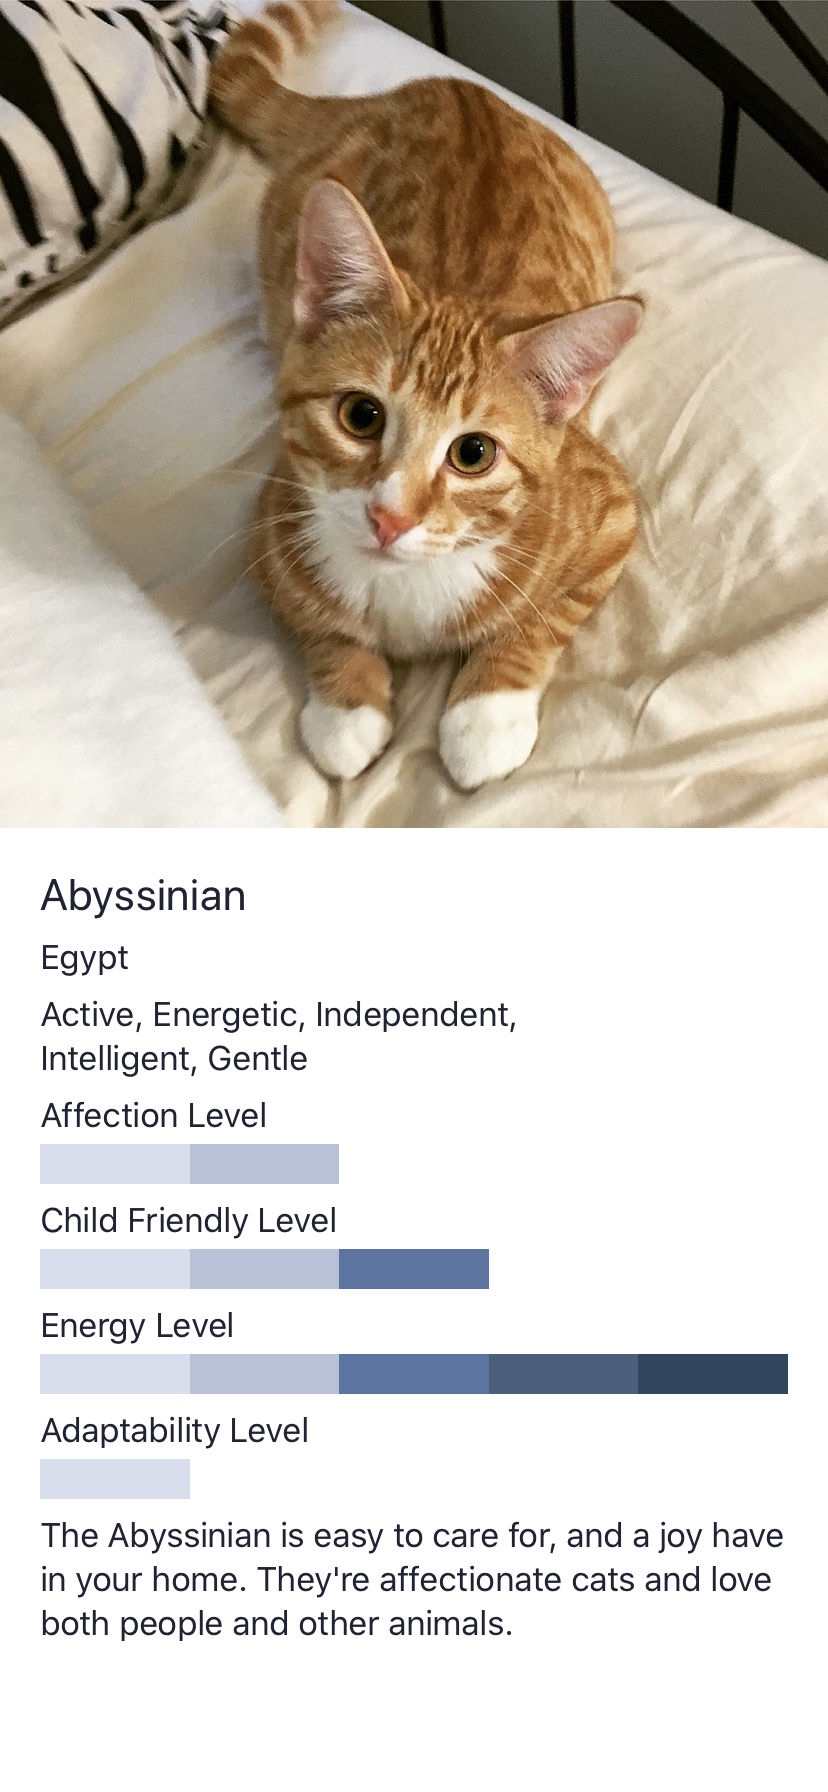 Abyssinian
Egypt
Active, Energetic, Independent,
Intelligent, Gentle
Affection Level
Child Friendly Level
Energy Level
Adaptability Level
The Abyssinian is easy to care for, and a joy have
in your home. They're affectionate cats and love
both people and other animals.